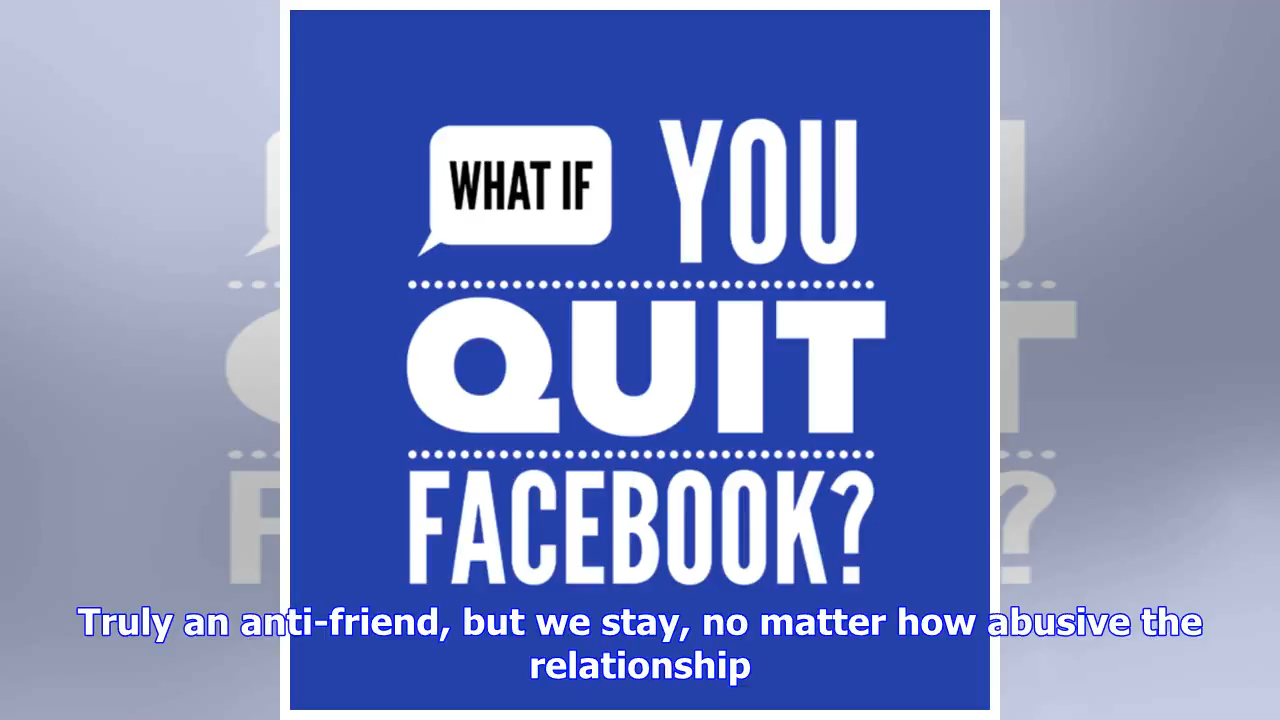 WHAT IF YOU
QUIT
FACEBOOK?
Truly an anti-friend, but we stay, no matter how abusive the
relationship